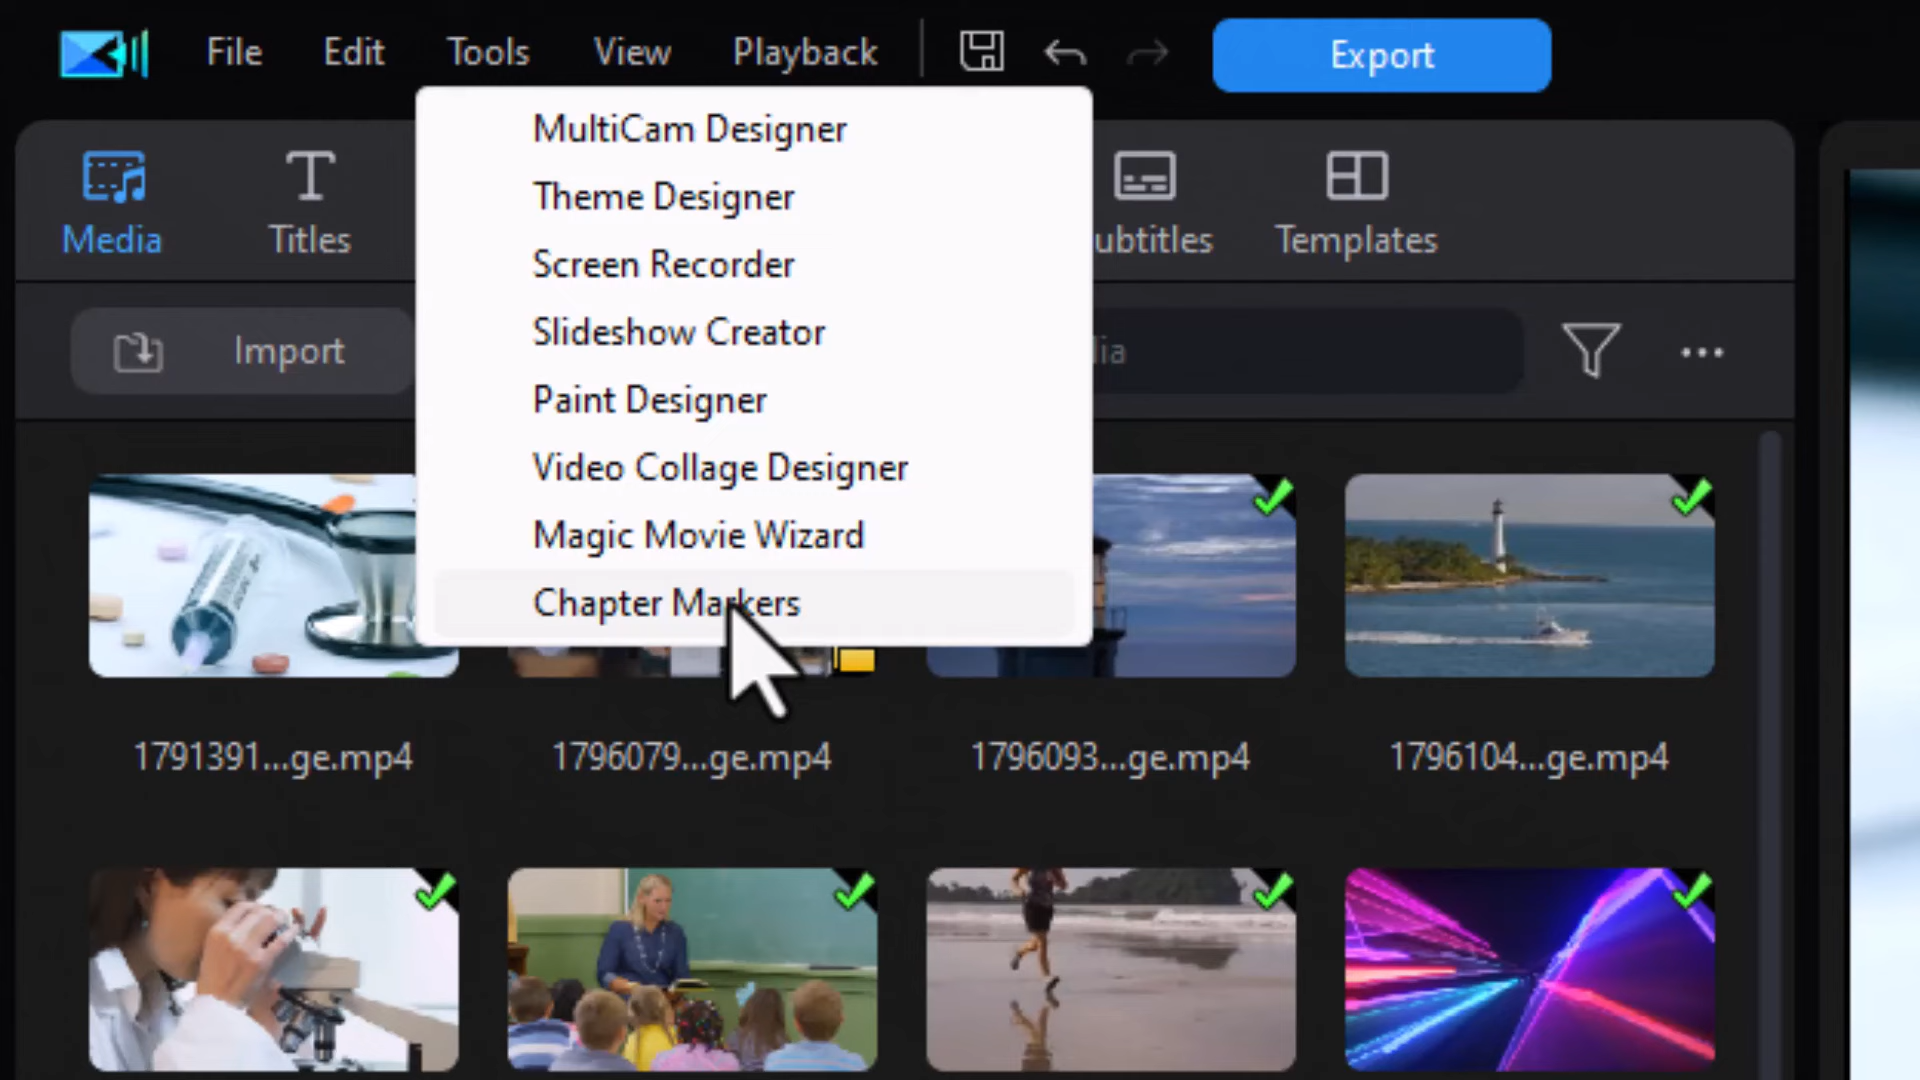 File Edit Tools View Playback Export
MultiCam Designer
Theme Designer
Screen Recorder
Slideshow Creator
Paint Designer
Video Collage Designer
Magic Movie Wizard
Chapter Markers
Media Titles ubtitles Templates
Import dia
1791391...ge.mp4 1796079...ge.mp4 1796093...ge.mp4 1796104...ge.mp4